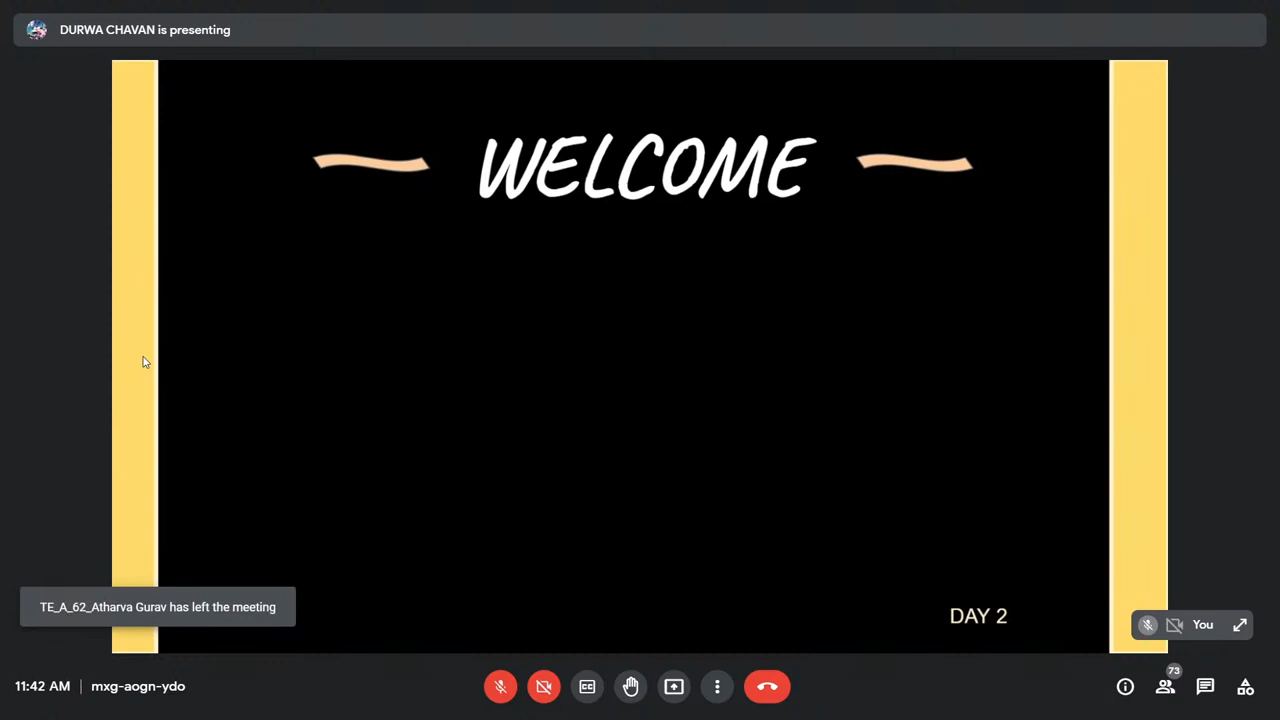 DURWA CHAVAN is presenting
WELCOME
TE_A_62_Atharva Gurav has left the meeting
DAY 2
You
11:42 AM | mxg-aogn-ydo
73